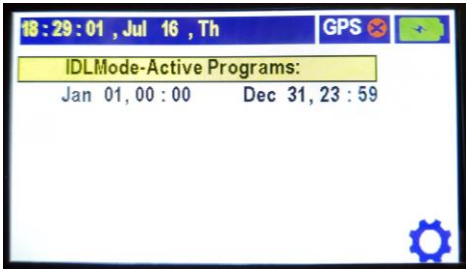 18:29:01 ,Jul 16 ,Th GPS
IDLMode-Active Programs:
Jan 01,00:00 Dec 31,23:59